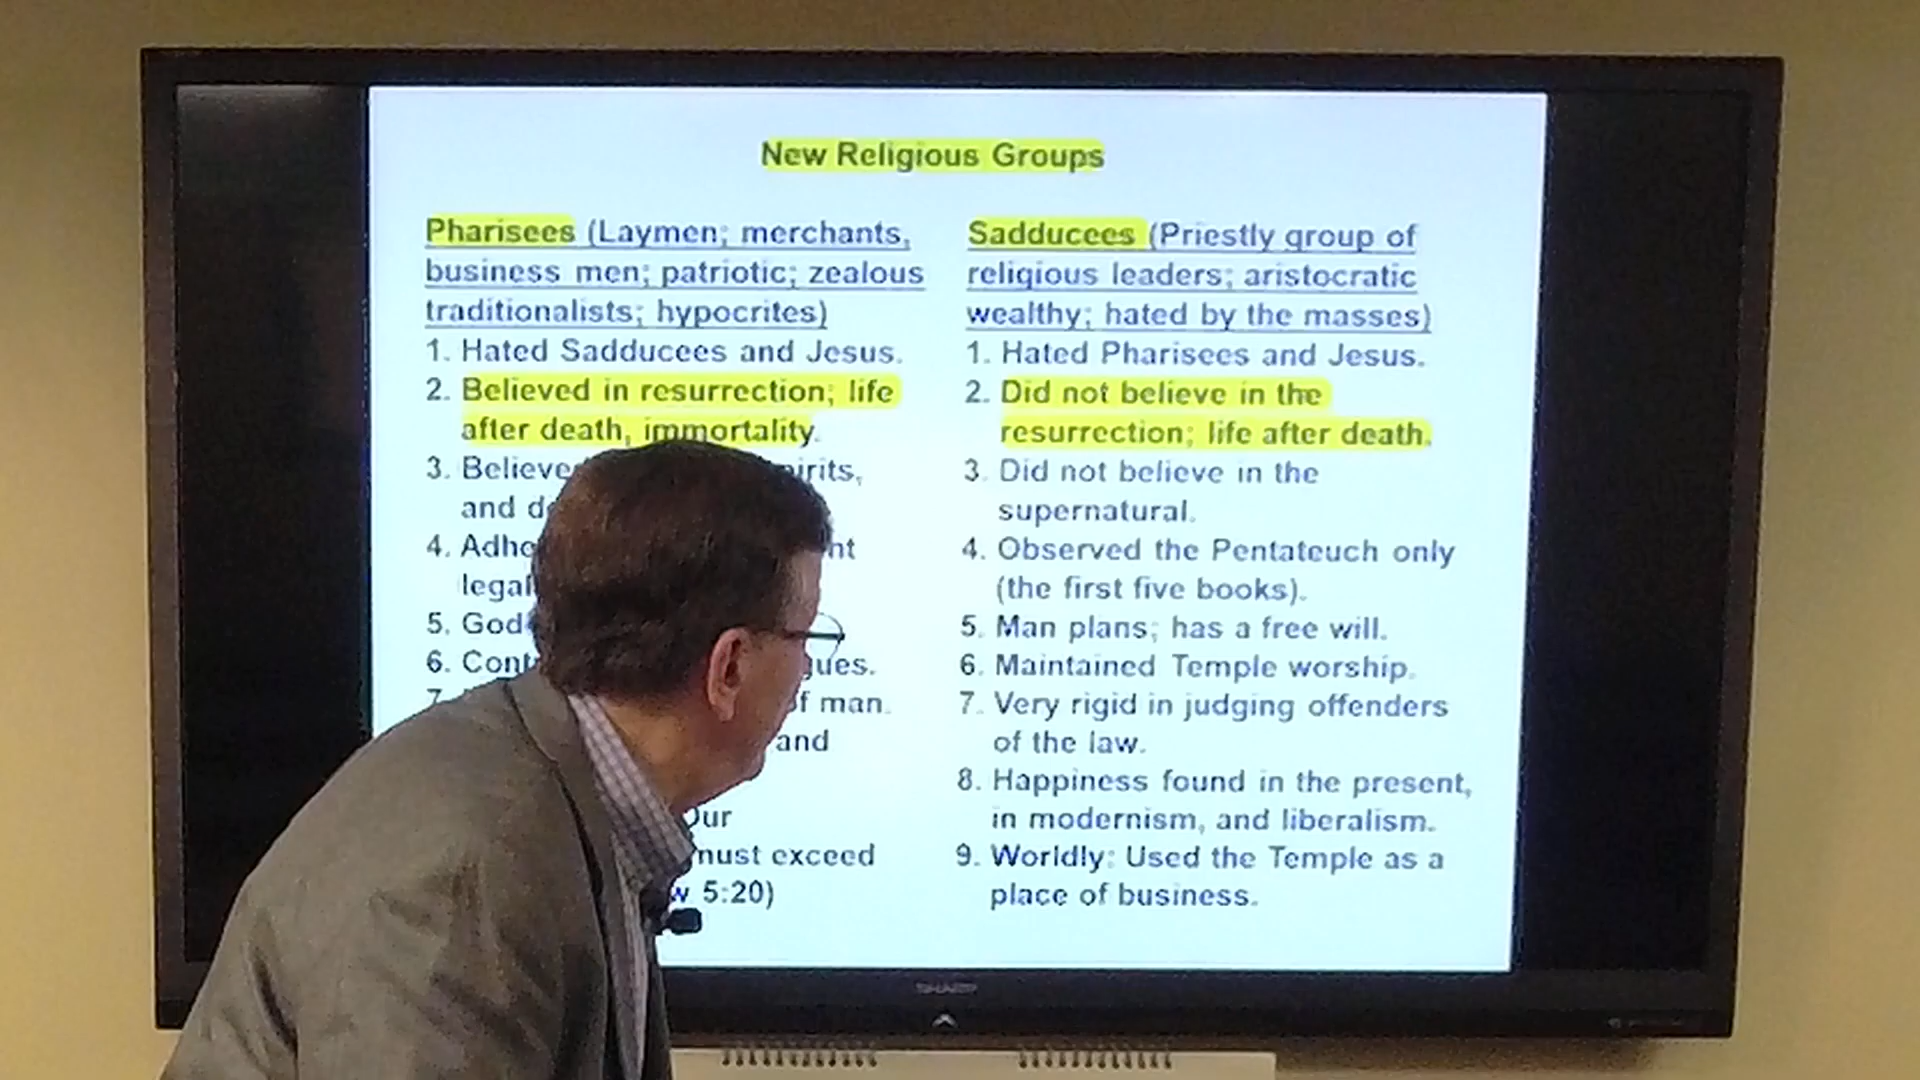 New Religious Groups
Pharisees (Laymen; merchants,
business men; patriotic; zealous
traditionalists; hypocrites)
1. Hated Sadducees and Jesus.
2. Believed in resurrection; life
after death, immortality.
3.
and
4.
5. God
6.
7. of man.
and
must exceed
5:20)
Sadducees (Priestly group of
religious leaders; aristocratic
wealthy; hated by the masses)
1. Hated Pharisees and Jesus.
2. Did not believe in the
resurrection; life after death.
3. Did not believe in the
supernatural.
4. Observed the Pentateuch only
(the first five books).
5. Man plans; has a free will.
6. Maintained Temple worship.
7. Very rigid in judging offenders
of the law.
8. Happiness found in the present,
in modernism, and liberalism.
9. Worldly: Used the Temple as a
place of business.
SHARP